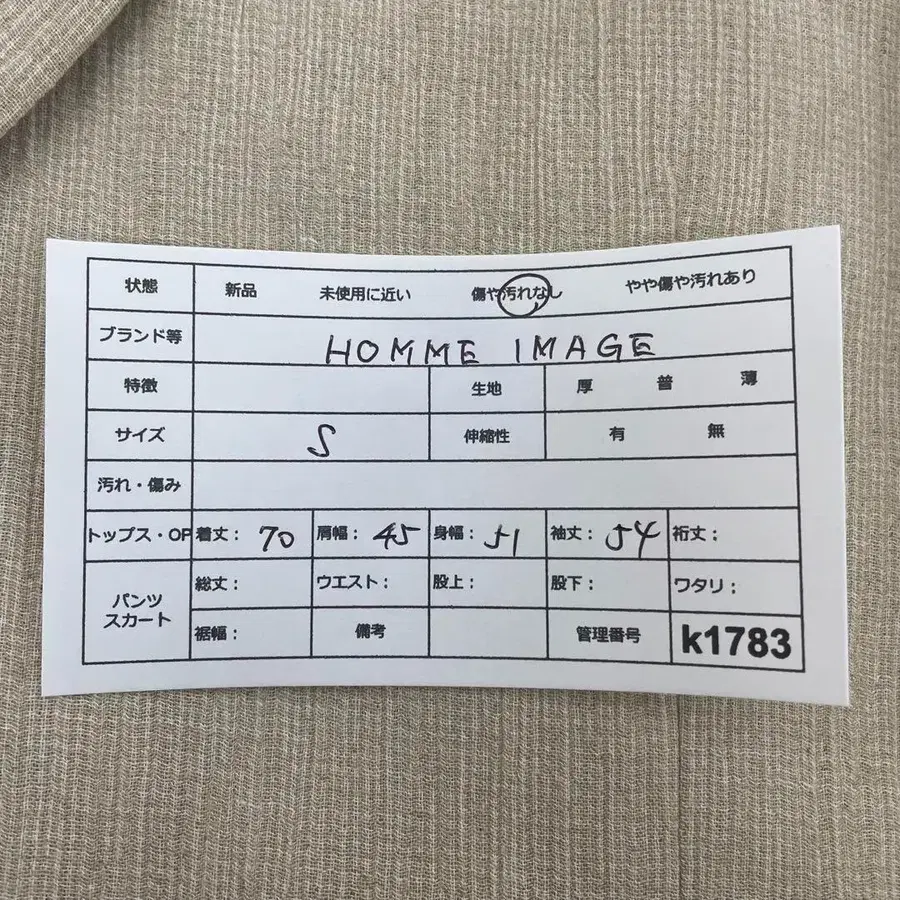 状態 新品 未使用に近い 傷や汚れなし やや傷や汚れあり
ブランド等 HOMME IMAGE
特徴 生地 厚 普 薄
サイズ S 伸縮性 有 無
汚れ・傷み
トップス・OP 着丈: 70 肩幅: 45 身幅: 51 袖丈: 54 裄丈:
パンツ スカート 総丈: ウエスト: 股上: 股下: ワタリ:
裾幅: 備考 管理番号 k1783